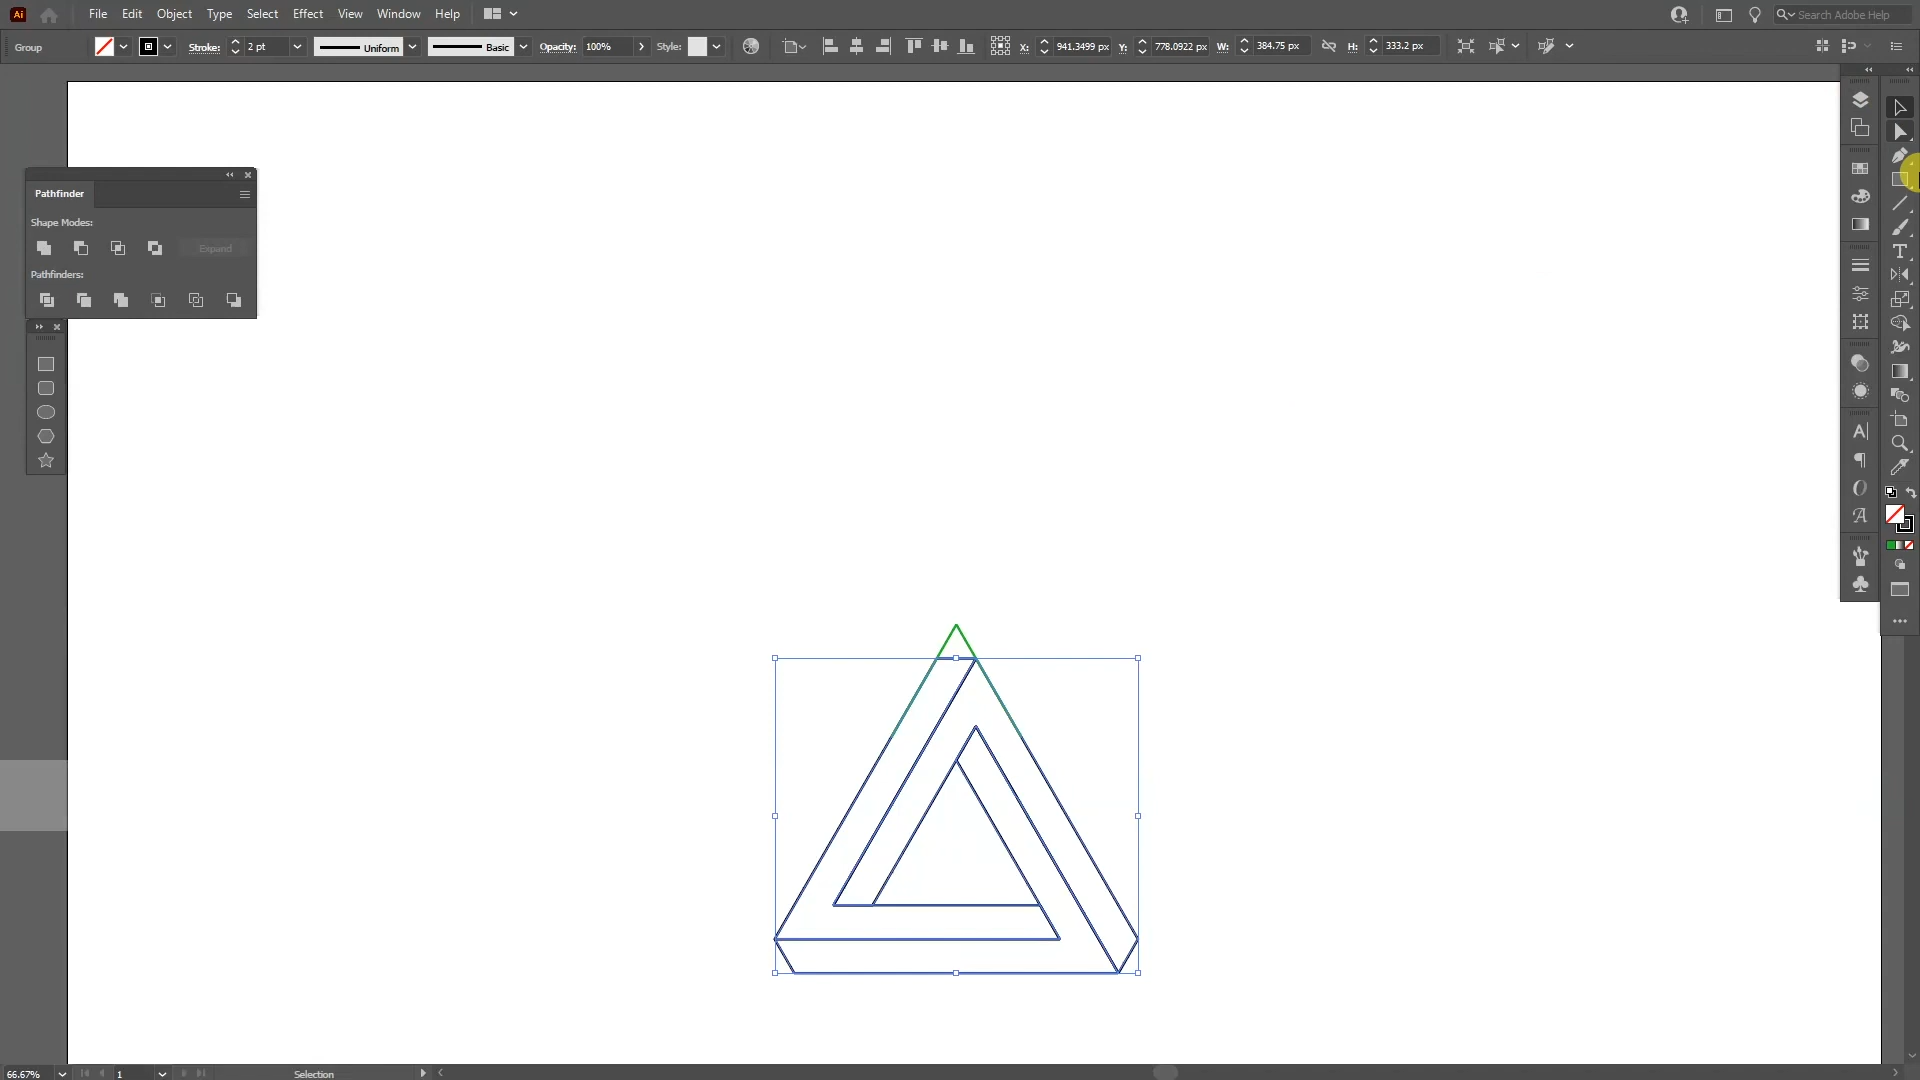 Ai File Edit Object Type Select Effect View Window Help Search Adobe Help
Group Stroke: 2 pt Uniform Basic Opacity: 100% Style: X: 941.3499 px Y: 778.0922 px W: 384.75 px H: 333.2 px
Pathfinder
Shape Modes:
Expand
Pathfinders:
66.67% 1 Selection